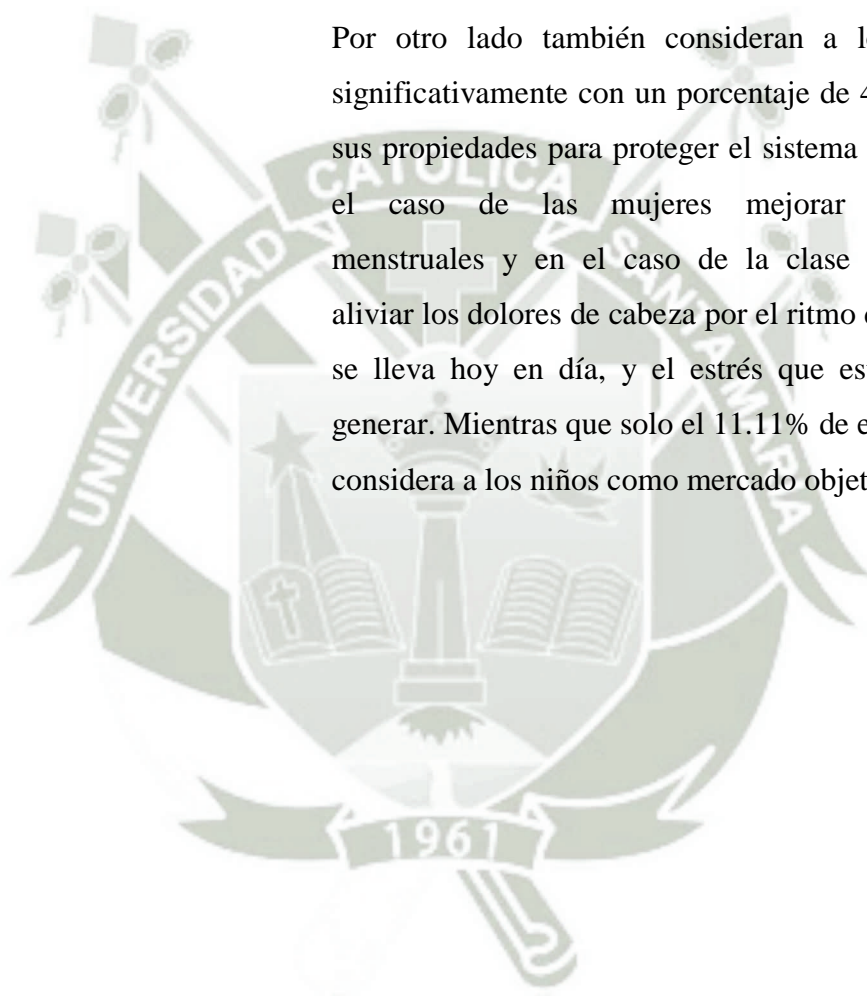 Por otro lado también consideran a
significativamente con un porcentaje de
sus propiedades para proteger el sistema
el caso de las mujeres mejorar
menstruales y en el caso de la clase
aliviar los dolores de cabeza por el ritmo
se lleva hoy en día, y el estrés que
generar. Mientras que solo el 11.11% de
considera a los niños como mercado
UNIVERSIDAD CATOLICA SANTA MARIA
1961